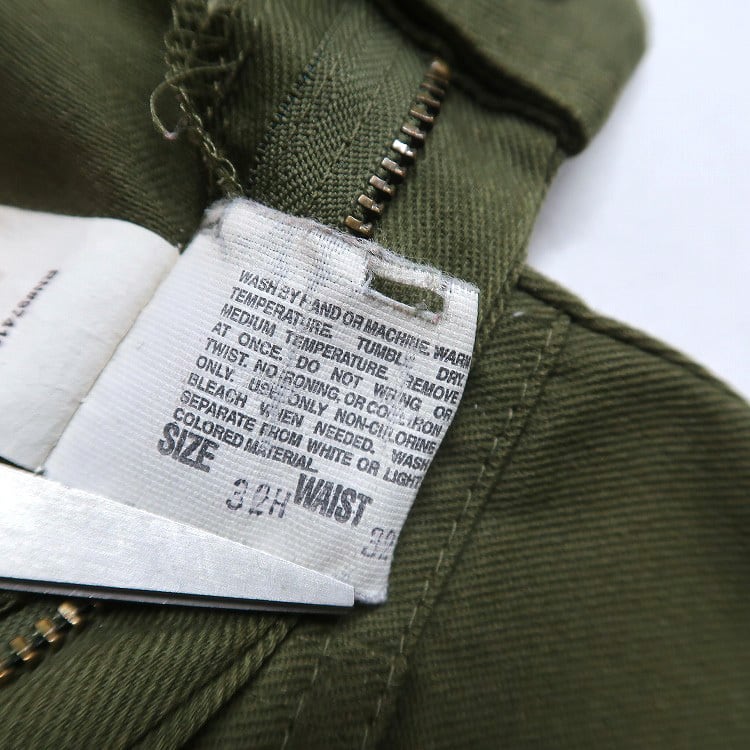 WASH BY HAND OR MACHINE. WARM
TEMPERATURE. TUMBLE DRY.
MEDIUM TEMPERATURE. REMOVE
AT ONCE. DO NOT WRING OR
TWIST. NO IRONING, OR COOL IRON
ONLY. USE ONLY NON-CHLORINE
BLEACH WHEN NEEDED. WASH
SEPARATE FROM WHITE OR LIGHT
COLORED MATERIAL.
SIZE 32H WAIST 32